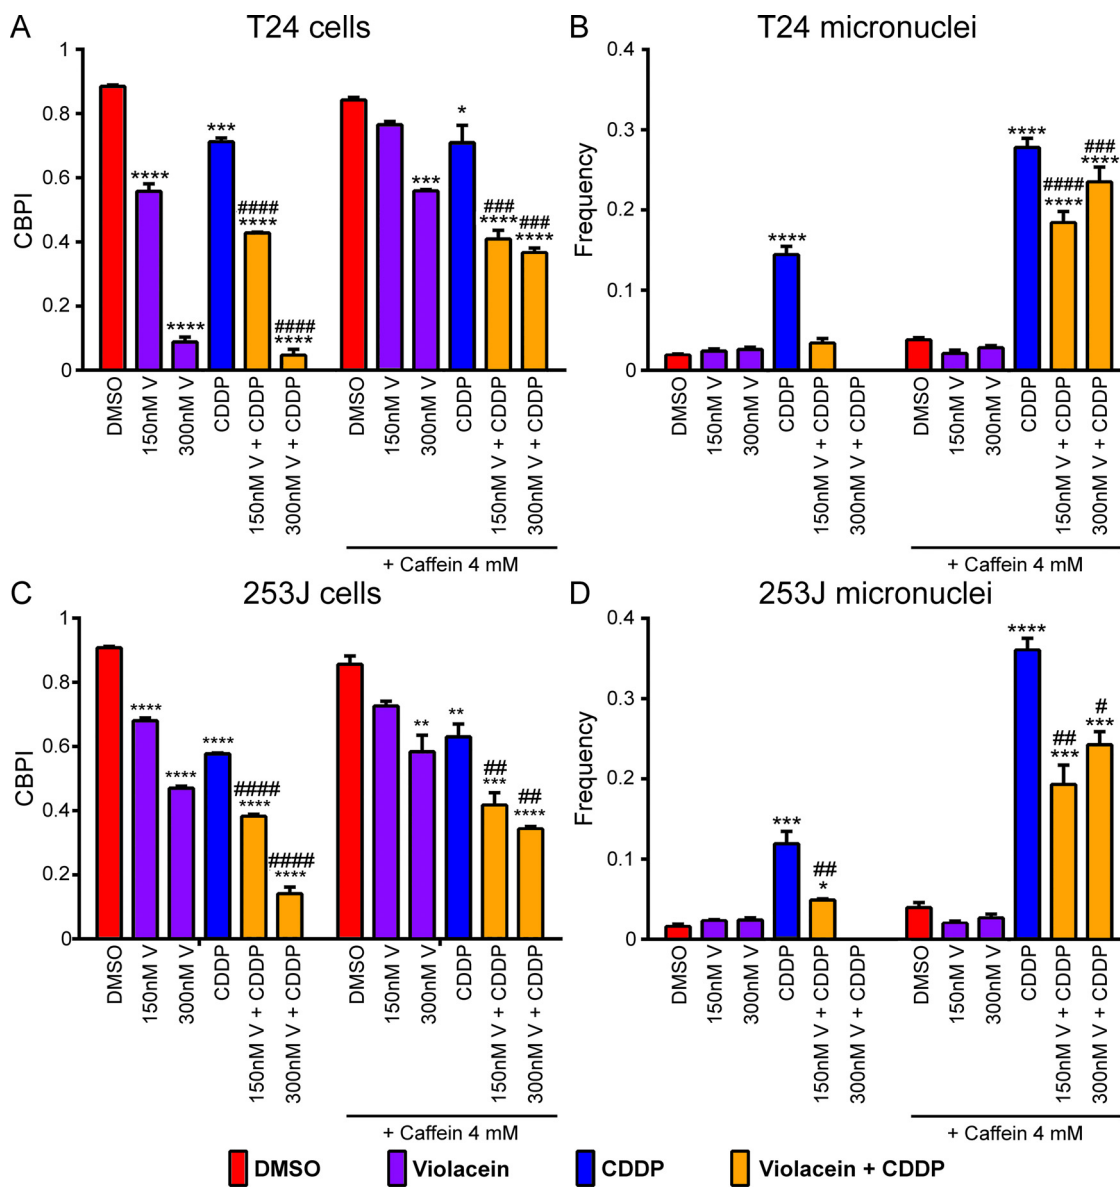 A T24 cells
CBPI
1
0.8
0.6
0.4
0.2
0
****
****
***
####
****
####
****
***
*
###
****
###
****
DMSO
150nM V
300nM V
CDDP
150nM V + CDDP
300nM V + CDDP
DMSO
150nM V
300nM V
CDDP
150nM V + CDDP
300nM V + CDDP
+ Caffein 4 mM
B T24 micronuclei
Frequency
0.4
0.3
0.2
0.1
0
****
****
####
****
###
****
DMSO
150nM V
300nM V
CDDP
150nM V + CDDP
300nM V + CDDP
DMSO
150nM V
300nM V
CDDP
150nM V + CDDP
300nM V + CDDP
+ Caffein 4 mM
C 253J cells
CBPI
1
0.8
0.6
0.4
0.2
0
****
****
****
####
****
####
****
**
**
##
***
##
****
DMSO
150nM V
300nM V
CDDP
150nM V + CDDP
300nM V + CDDP
DMSO
150nM V
300nM V
CDDP
150nM V + CDDP
300nM V + CDDP
+ Caffein 4 mM
D 253J micronuclei
Frequency
0.4
0.3
0.2
0.1
0
***
##
*
****
##
***
#
***
DMSO
150nM V
300nM V
CDDP
150nM V + CDDP
300nM V + CDDP
DMSO
150nM V
300nM V
CDDP
150nM V + CDDP
300nM V + CDDP
+ Caffein 4 mM
DMSO Violacein CDDP Violacein + CDDP